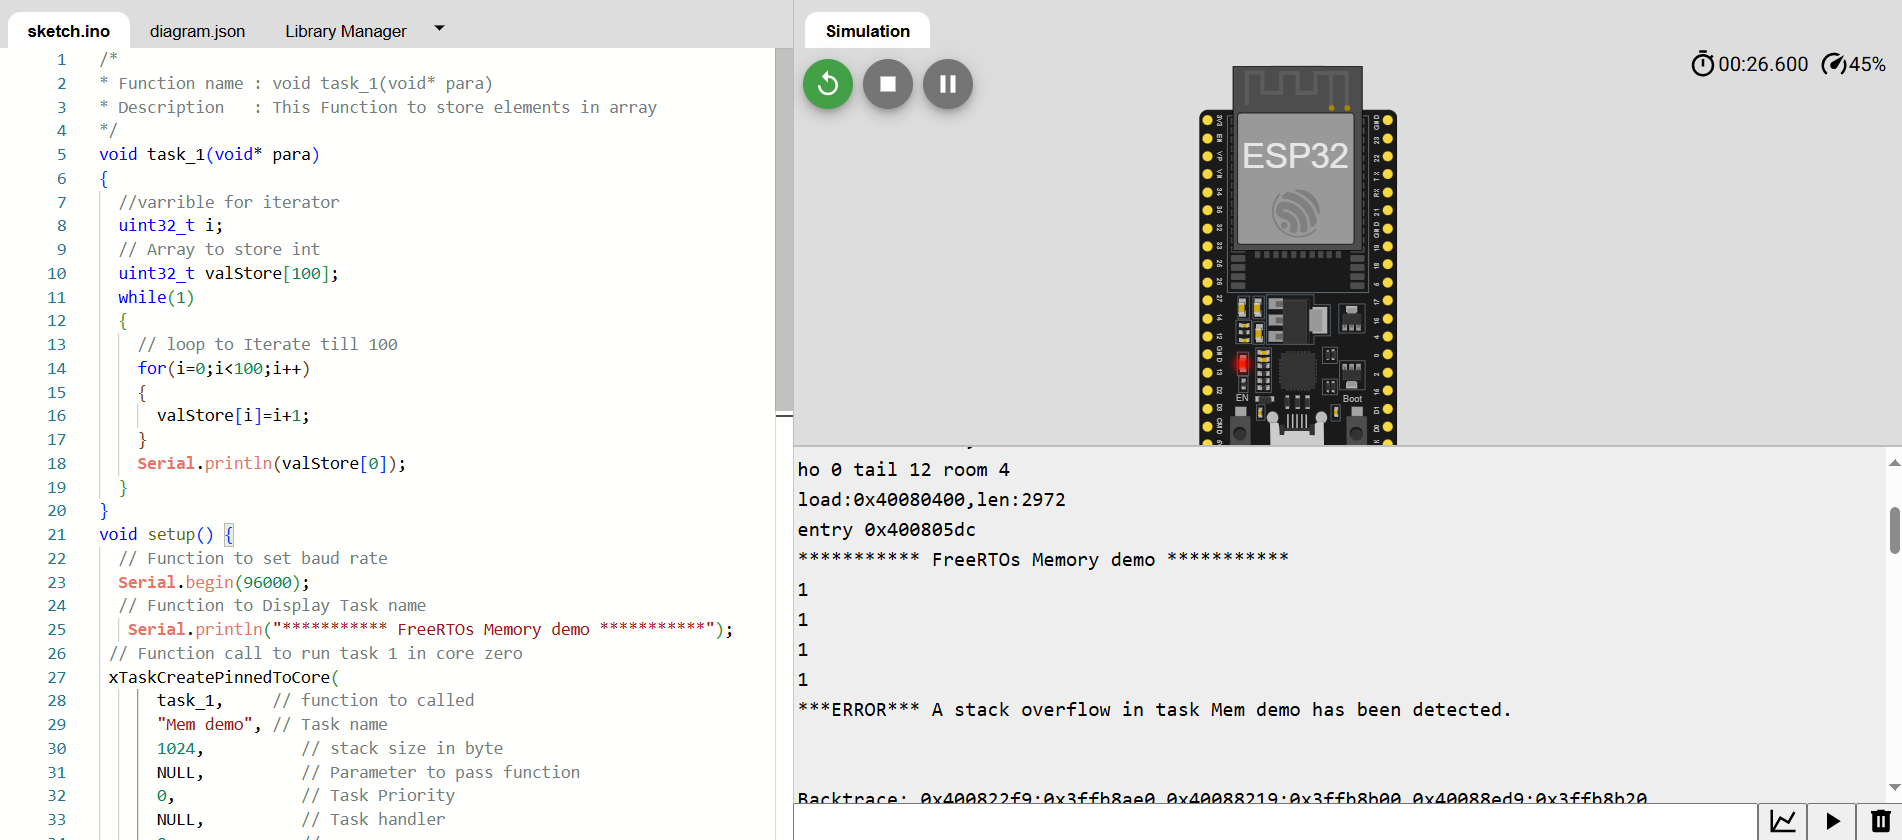 sketch.ino diagram.json Library Manager
1 /*
2 * Function name : void task_1(void* para)
3 * Description   : This Function to store elements in array
4 */
5 void task_1(void* para)
6 {
7 //varrible for iterator
8 uint32_t i;
9 // Array to store int
10 uint32_t valStore[100];
11 while(1)
12 {
13 // loop to Iterate till 100
14 for(i=0;i<100;i++)
15 {
16 valStore[i]=i+1;
17 }
18 Serial.println(valStore[0]);
19 }
20 }
21 void setup() {
22 // Function to set baud rate
23 Serial.begin(96000);
24 // Function to Display Task name
25 Serial.println("*********** FreeRTOs Memory demo ***********");
26 // Function call to run task 1 in core zero
27 xTaskCreatePinnedToCore(
28 task_1,     // function to called
29 "Mem demo", // Task name
30 1024,          // stack size in byte
31 NULL,          // Parameter to pass function
32 0,             // Task Priority
33 NULL,          // Task handler
Simulation
00:26.600 45%
ESP32
EN
Boot
ho 0 tail 12 room 4
load:0x40080400,len:2972
entry 0x400805dc
*********** FreeRTOs Memory demo ***********
1
1
1
1
***ERROR*** A stack overflow in task Mem demo has been detected.
Backtrace: 0x400822f9:0x3ffb8ae0 0x40088219:0x3ffb8b00 0x40088ed9:0x3ffb8b20